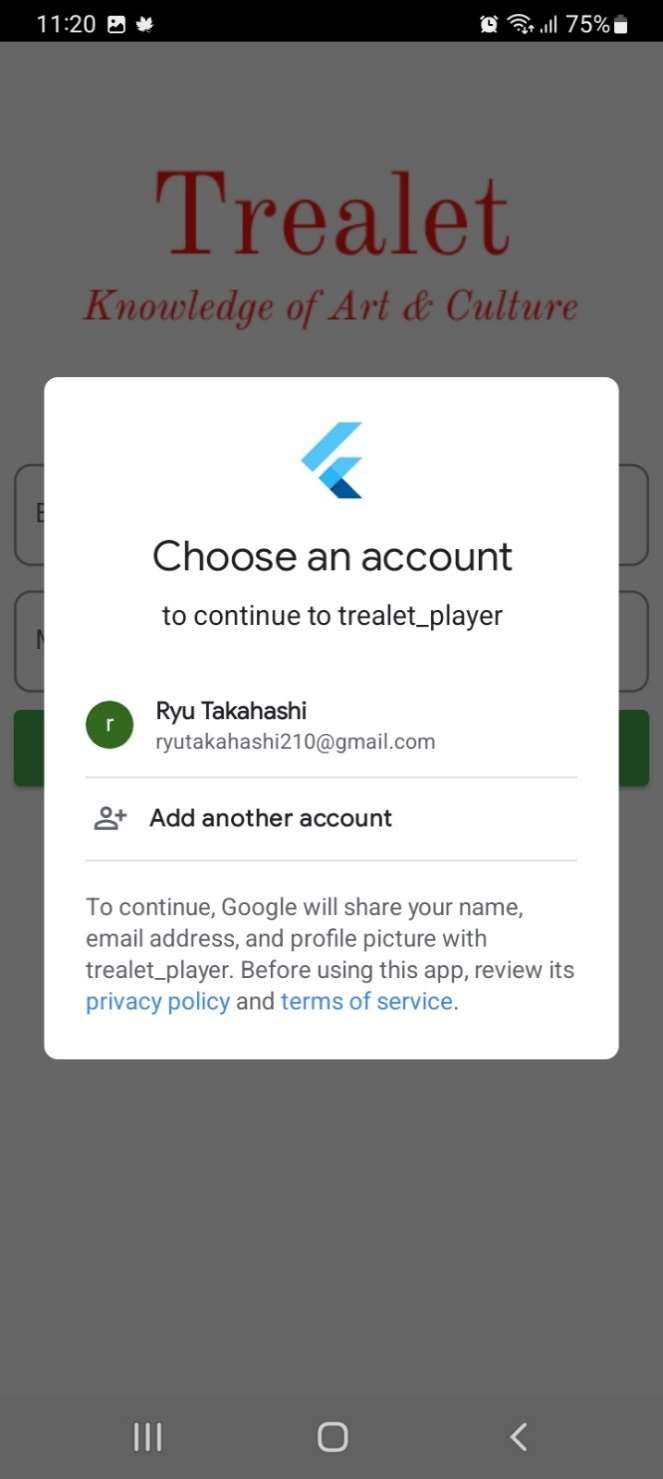 11:20
75%
Trealet
Knowledge of Art & Culture
Choose an account
to continue to trealet_player
r
Ryu Takahashi
ryutakahashi210@gmail.com
Add another account
To continue, Google will share your name,
email address, and profile picture with
trealet_player. Before using this app, review its
privacy policy and terms of service.